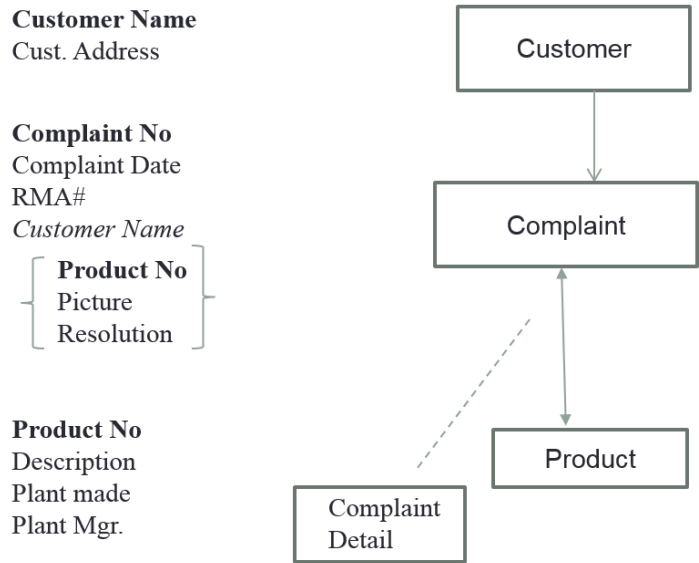 Customer Name
Cust. Address
Complaint No
Complaint Date
RMA#
Customer Name
Product No
Picture
Resolution
Product No
Description
Plant made
Plant Mgr.
Customer
Complaint
Product
Complaint
Detail